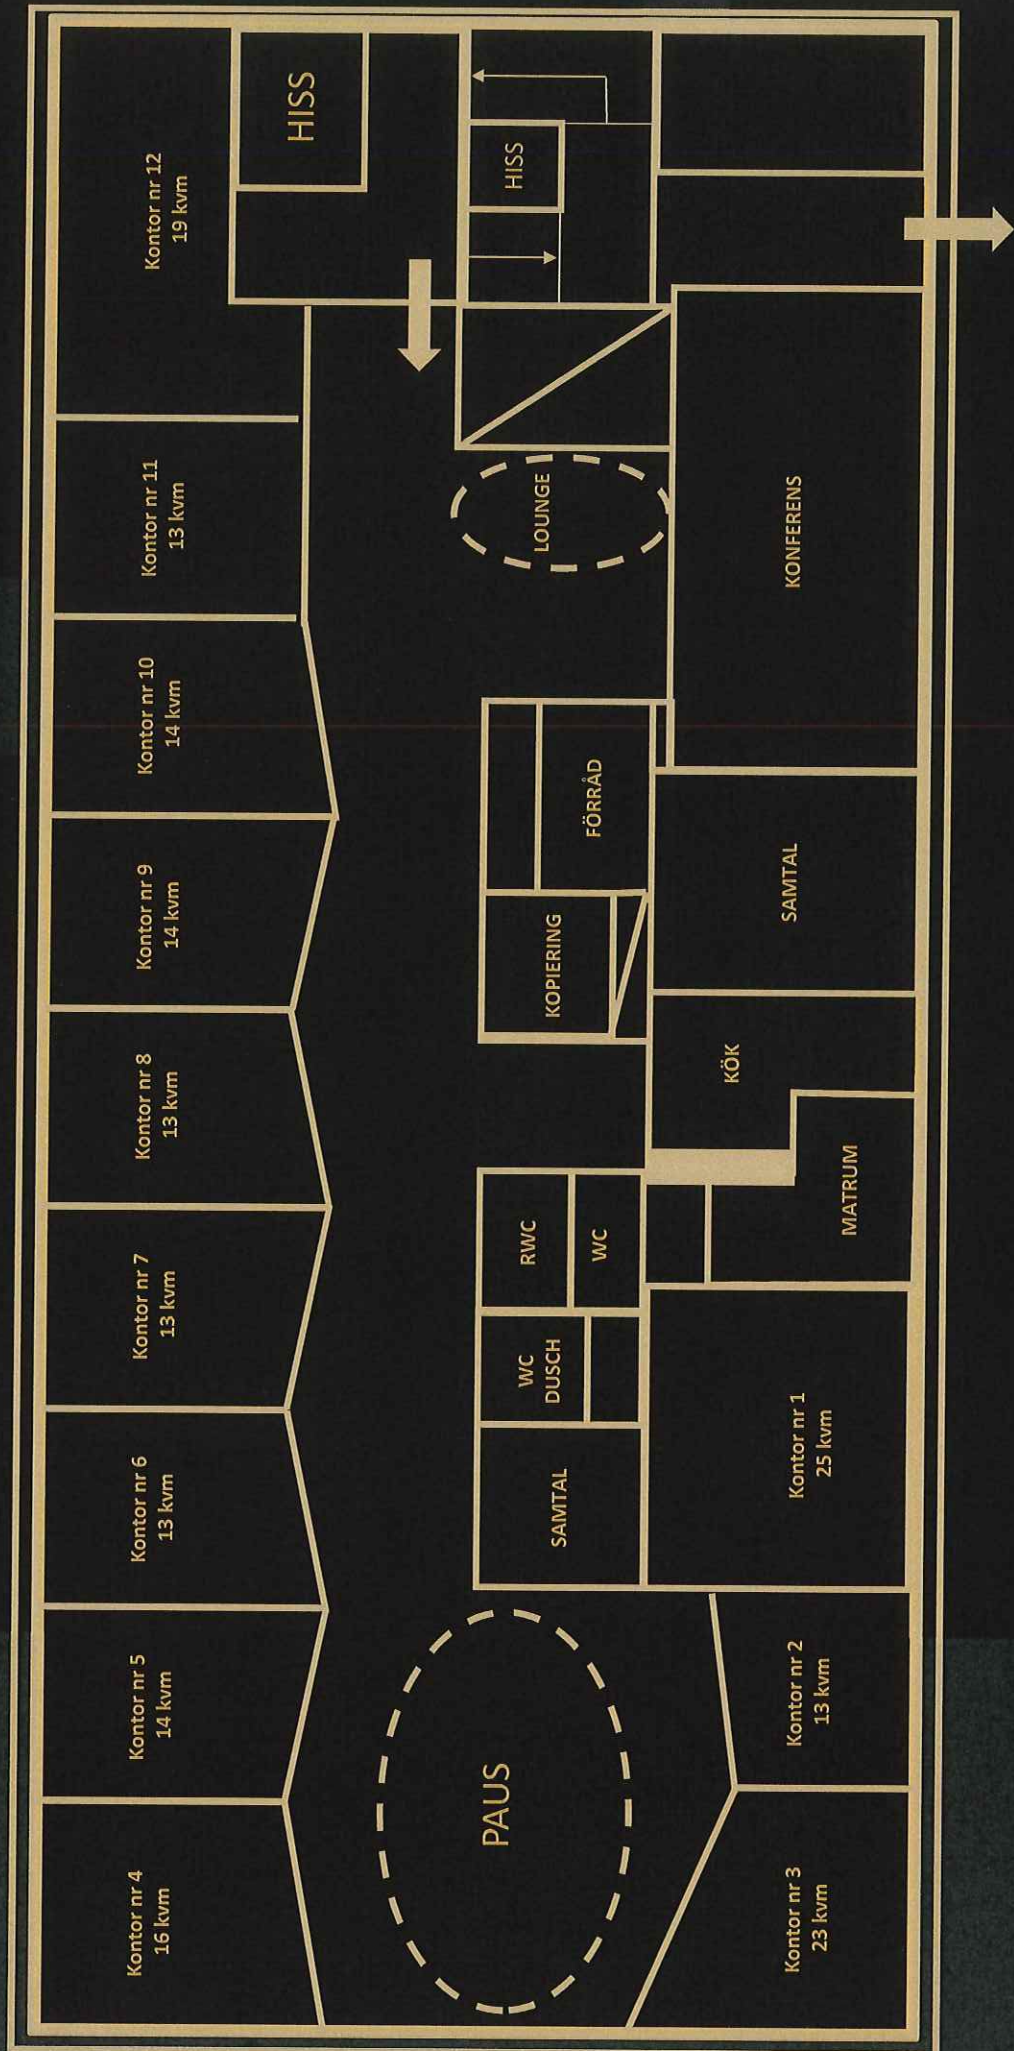 Kontor nr 4
16 kvm
Kontor nr 5
14 kvm
Kontor nr 6
13 kvm
Kontor nr 7
13 kvm
Kontor nr 8
13 kvm
Kontor nr 9
14 kvm
Kontor nr 10
14 kvm
Kontor nr 11
13 kvm
Kontor nr 12
19 kvm
HISS
HISS
PAUS
SAMTAL
WC
DUSCH
RWC
WC
KOPIERING
FÖRRÅD
LOUNGE
Kontor nr 3
23 kvm
Kontor nr 2
13 kvm
Kontor nr 1
25 kvm
MATRUM
KÖK
SAMTAL
KONFERENS